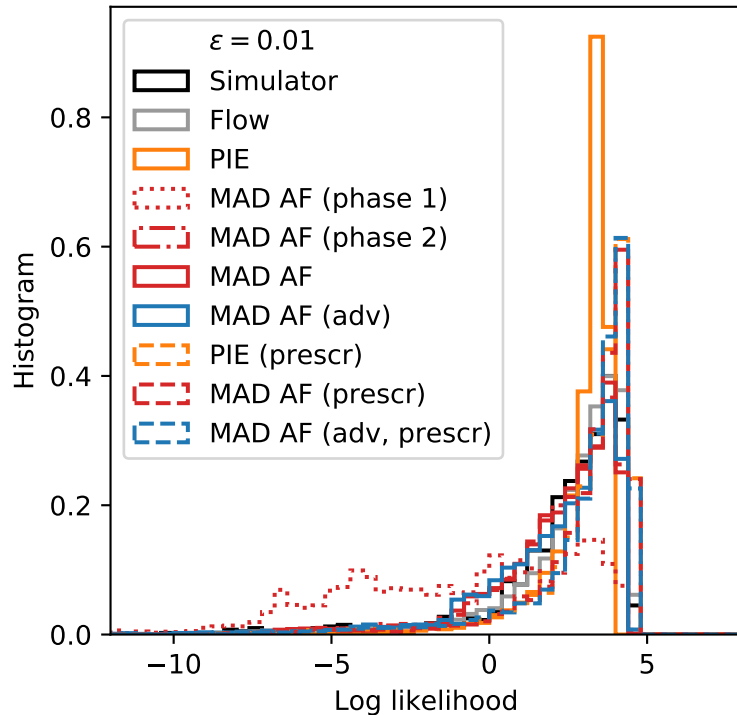 ε = 0.01
Simulator
Flow
PIE
MAD AF (phase 1)
MAD AF (phase 2)
MAD AF
MAD AF (adv)
PIE (prescr)
MAD AF (prescr)
MAD AF (adv, prescr)
Histogram
0.8
0.6
0.4
0.2
0.0
−10
−5
0
5
Log likelihood